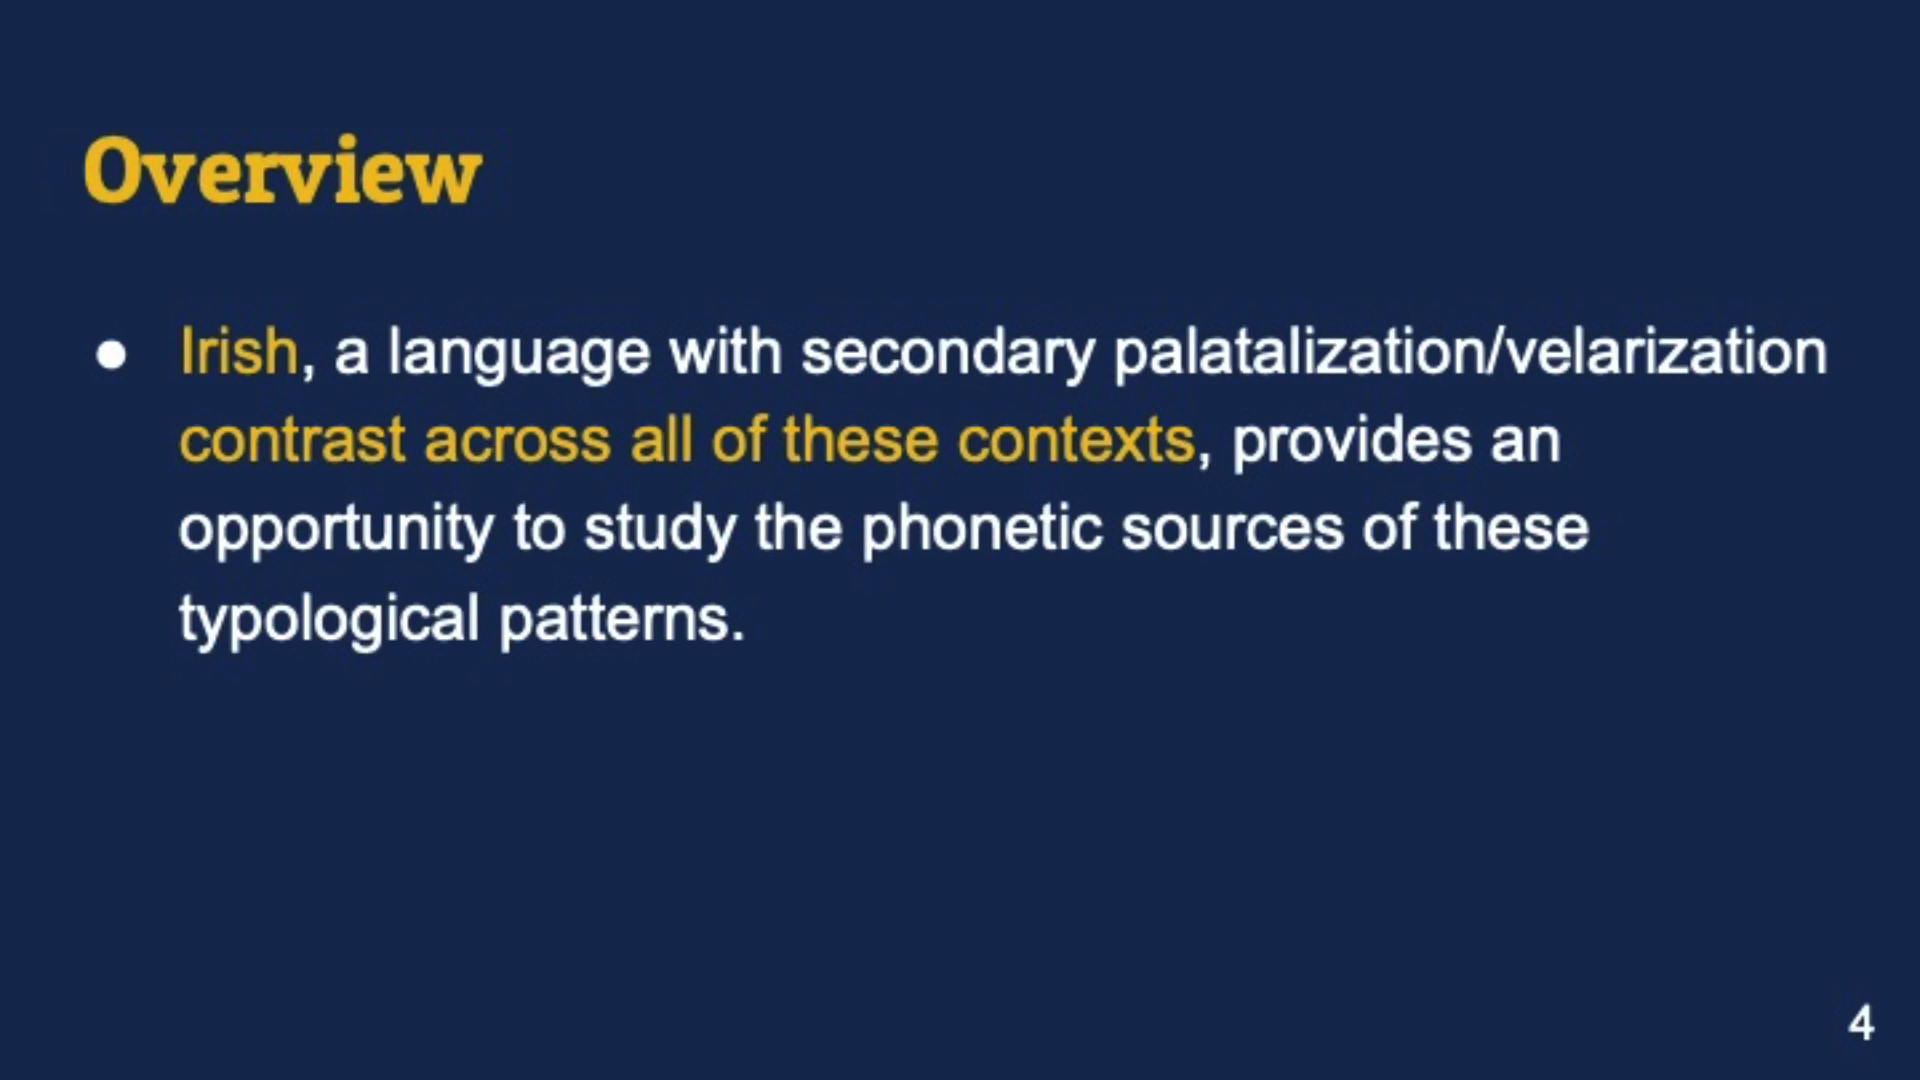 Overview
● Irish, a language with secondary palatalization/velarization
contrast across all of these contexts, provides an
opportunity to study the phonetic sources of these
typological patterns.
4